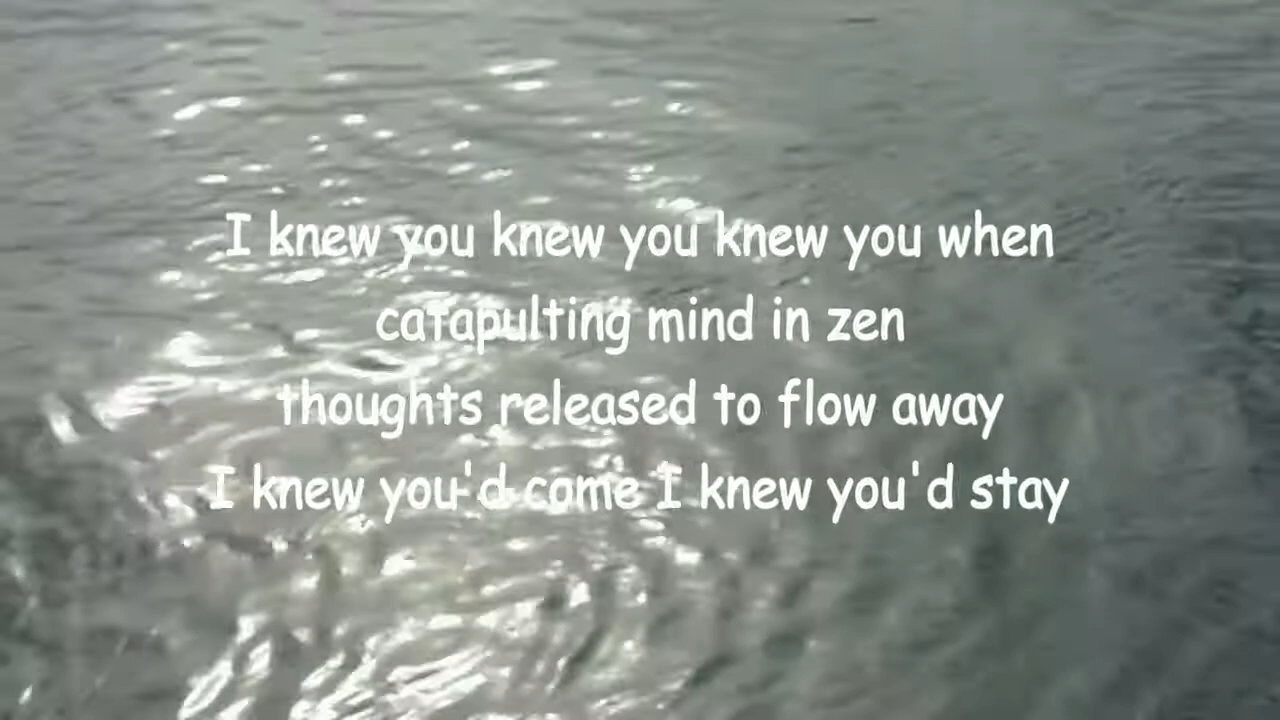 I knew you knew you knew you when
catapulting mind in zen
thoughts released to flow away
I knew you'd come I knew you'd stay